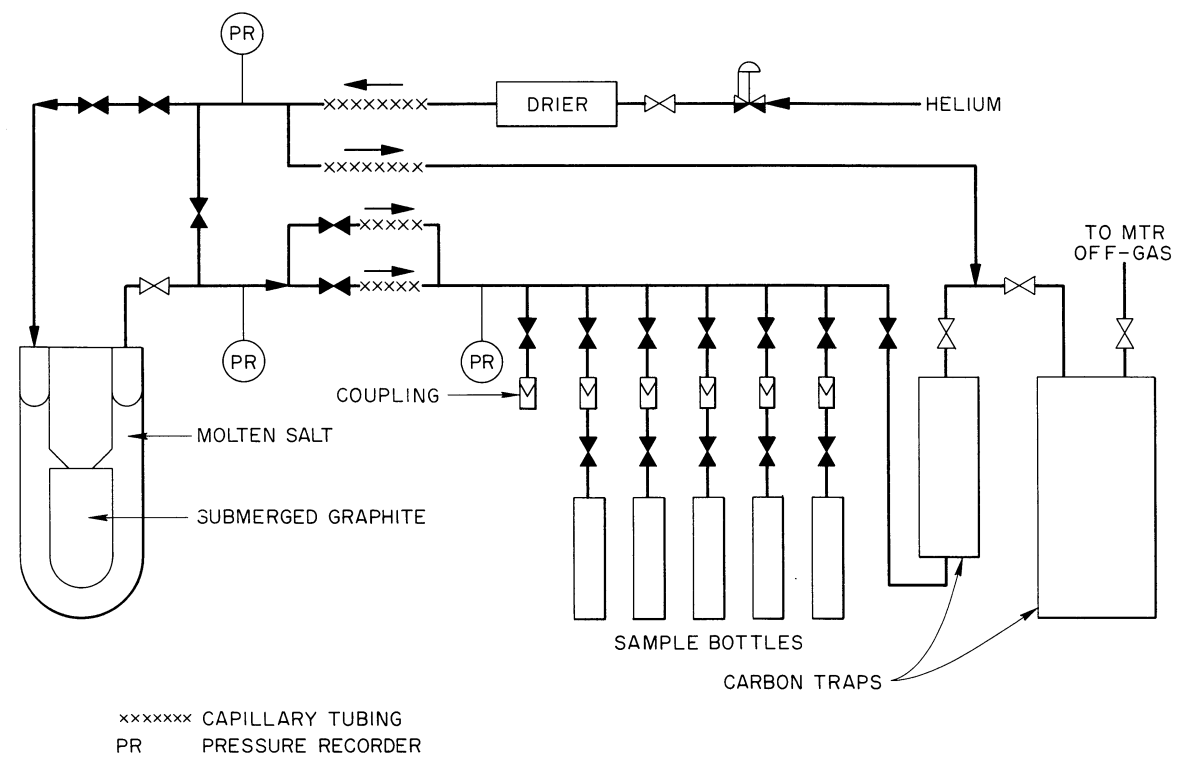 PR
DRIER
HELIUM
TO MTR
OFF-GAS
PR
PR
COUPLING
MOLTEN SALT
SUBMERGED GRAPHITE
SAMPLE BOTTLES
CARBON TRAPS
xxxxxxx CAPILLARY TUBING
PR PRESSURE RECORDER